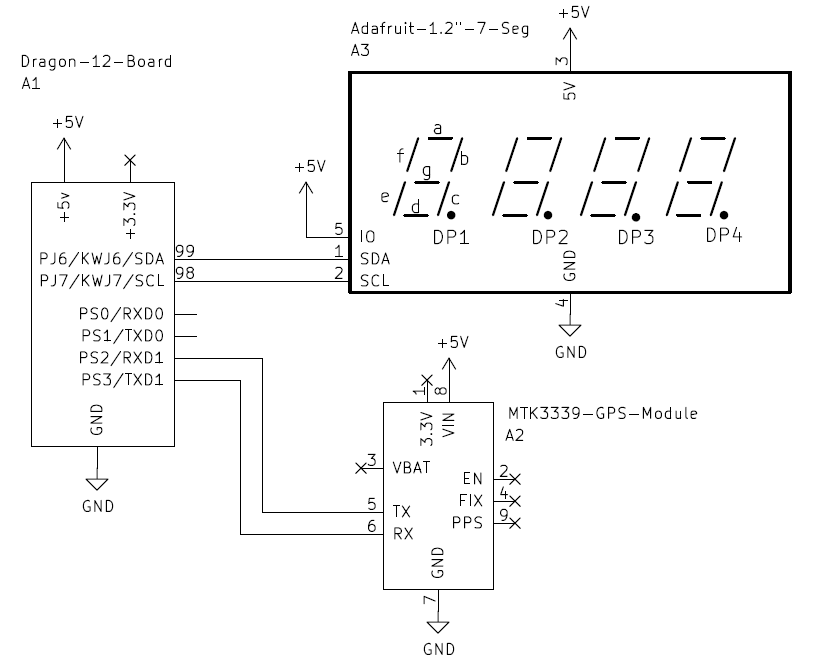 Adafruit-1.2"-7-Seg
A3
+5V
3
5V
Dragon-12-Board
A1
+5V
+5v
+3.3V
+5V
a
f
b
g
e
d
c
DP1
DP2
DP3
DP4
5
IO
PJ6/KWJ6/SDA
99
1
SDA
PJ7/KWJ7/SCL
98
2
SCL
GND
4
GND
PS0/RXD0
PS1/TXD0
PS2/RXD1
PS3/TXD1
GND
GND
+5V
1
8
3.3V
VIN
MTK3339-GPS-Module
A2
3
VBAT
EN
2
FIX
4
PPS
9
5
TX
6
RX
GND
7
GND